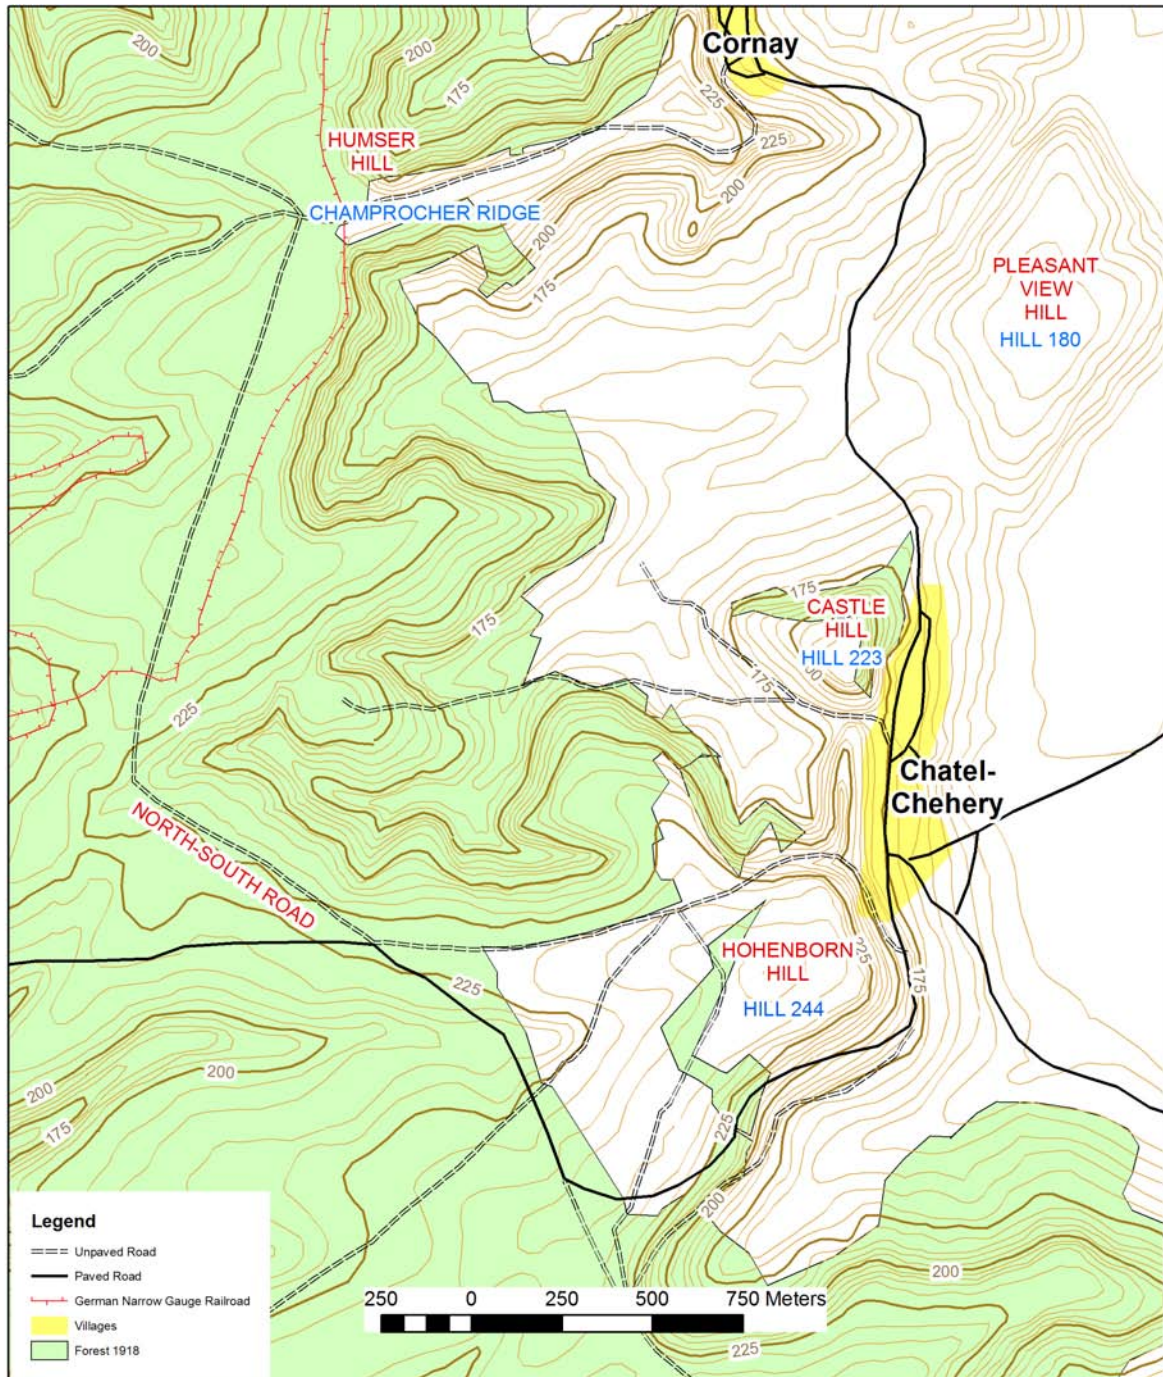 Cornay
200
200
175
225
225
HUMSER
HILL
200
CHAMPROCHER RIDGE
200
175
PLEASANT
VIEW
HILL
HILL 180
175
CASTLE
HILL
HILL 223
175
175
225
Chatel-
Chehery
NORTH-SOUTH ROAD
HOHENBORN
HILL
225
HILL 244
175
225
200
200
175
225
200
200
225
Legend
Unpaved Road
Paved Road
German Narrow Gauge Railroad
Villages
Forest 1918
250 0 250 500 750 Meters